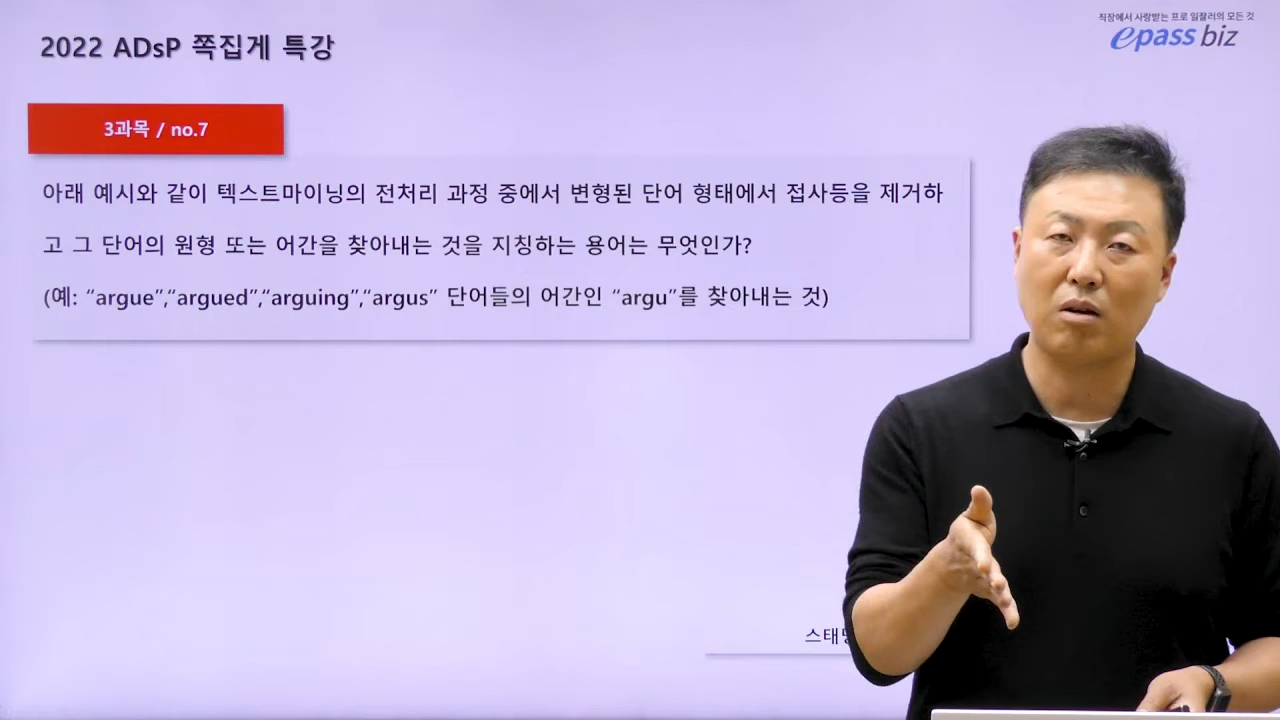 2022 ADsP 쪽집게 특강
직장에서 사랑받는 프로 일잘러의 모든 것
epass biz
3과목 / no.7
아래 예시와 같이 텍스트마이닝의 전처리 과정 중에서 변형된 단어 형태에서 접사등을 제거하
고 그 단어의 원형 또는 어간을 찾아내는 것을 지칭하는 용어는 무엇인가?
(예: “argue”,“argued”,“arguing”,“argus” 단어들의 어간인 “argu”를 찾아내는 것)